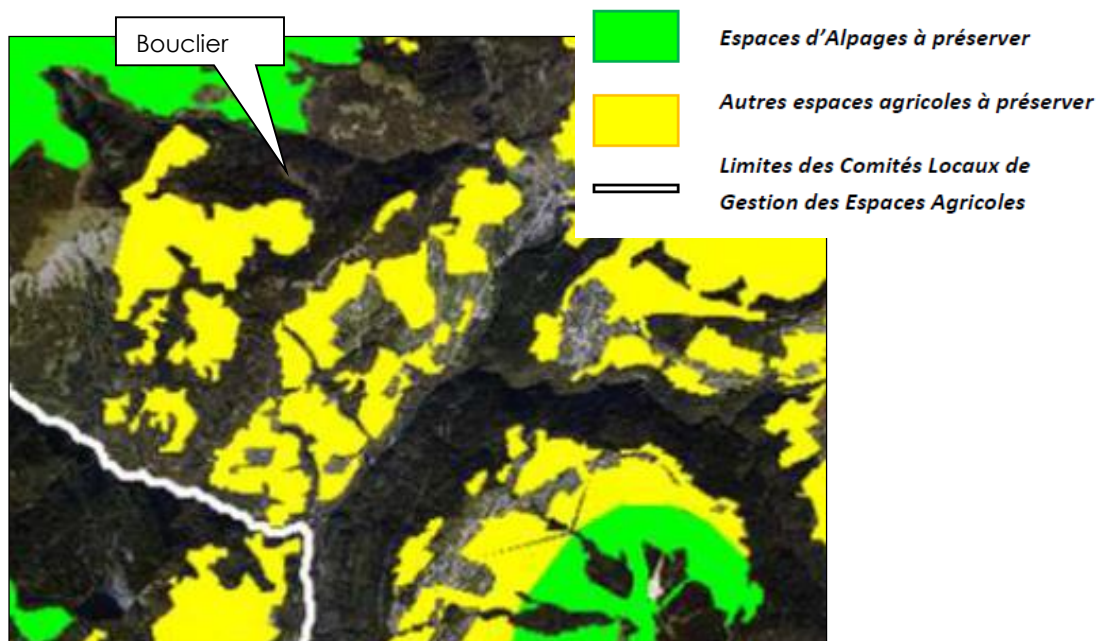 Bouclier
Espaces d'Alpages à préserver
Autres espaces agricoles à préserver
Limites des Comités Locaux de
Gestion des Espaces Agricoles